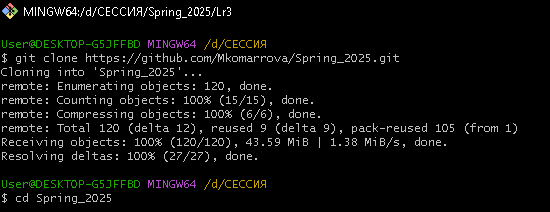 MINGW64:/d/СЕССИЯ/Spring_2025/Lr3
User@DESKTOP-G5JFFBD MINGW64 /d/СЕССИЯ
$ git clone https://github.com/Mkomarrova/Spring_2025.git
Cloning into 'Spring_2025'...
remote: Enumerating objects: 120, done.
remote: Counting objects: 100% (15/15), done.
remote: Compressing objects: 100% (6/6), done.
remote: Total 120 (delta 12), reused 9 (delta 9), pack-reused 105 (from 1)
Receiving objects: 100% (120/120), 43.59 MiB | 1.38 MiB/s, done.
Resolving deltas: 100% (27/27), done.
User@DESKTOP-G5JFFBD MINGW64 /d/СЕССИЯ
$ cd Spring_2025